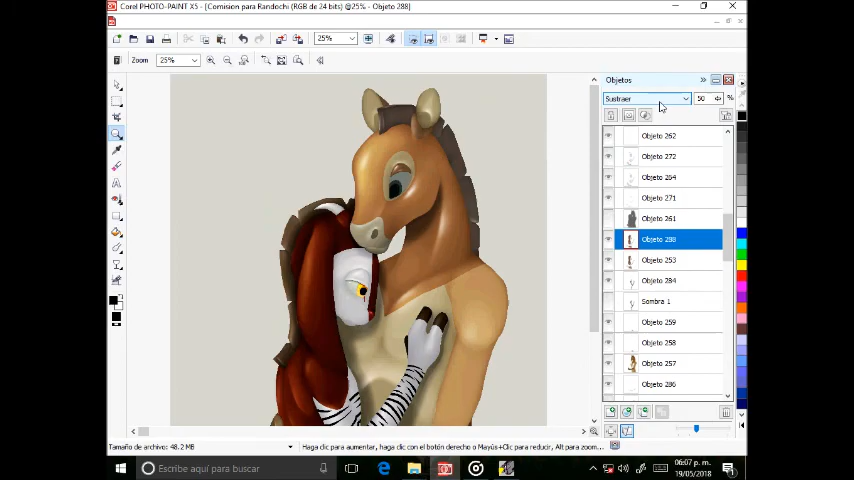 Corel PHOTO-PAINT X5 - [Comision para Randochi (RGB de 24 bits) @25% - Objeto 288]
25%
Zoom 25%
Objetos
Sustraer 50 %
Objeto 262
Objeto 272
Objeto 264
Objeto 271
Objeto 261
Objeto 288
Objeto 253
Objeto 284
Sombra 1
Objeto 259
Objeto 258
Objeto 257
Objeto 286
Tamaño de archivo: 48.2 MB
Haga clic para aumentar, haga clic con el botón derecho o Mayús+Clic para reducir, Alt para zoom...
Escribe aquí para buscar
06:07 p. m.
19/05/2018